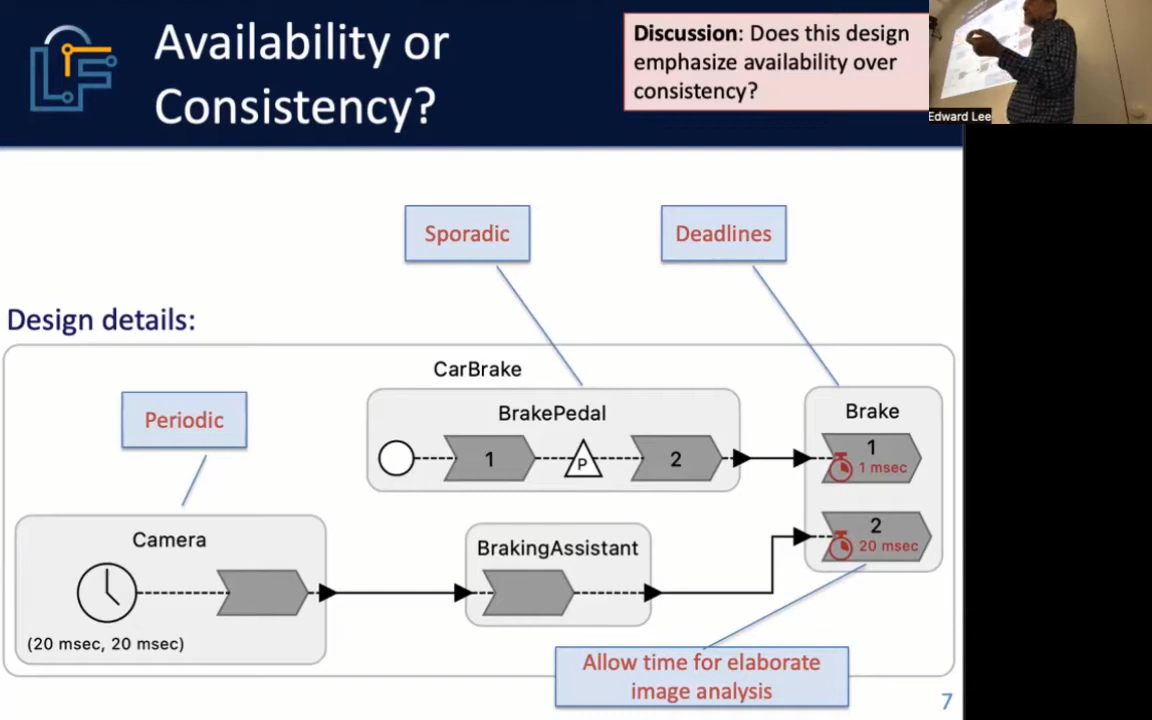 Availability or
Consistency?
Discussion: Does this design
emphasize availability over
consistency?
Edward Lee
Sporadic
Deadlines
Design details:
Periodic
CarBrake
BrakePedal
1
P
2
Brake
1
1 msec
2
20 msec
Camera
(20 msec, 20 msec)
BrakingAssistant
Allow time for elaborate
image analysis
7